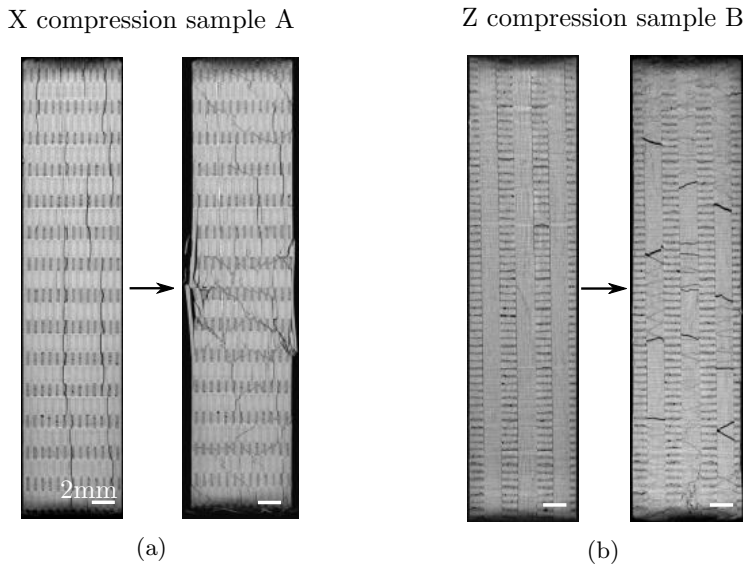 X compression sample A
Z compression sample B
2mm
(a)
(b)